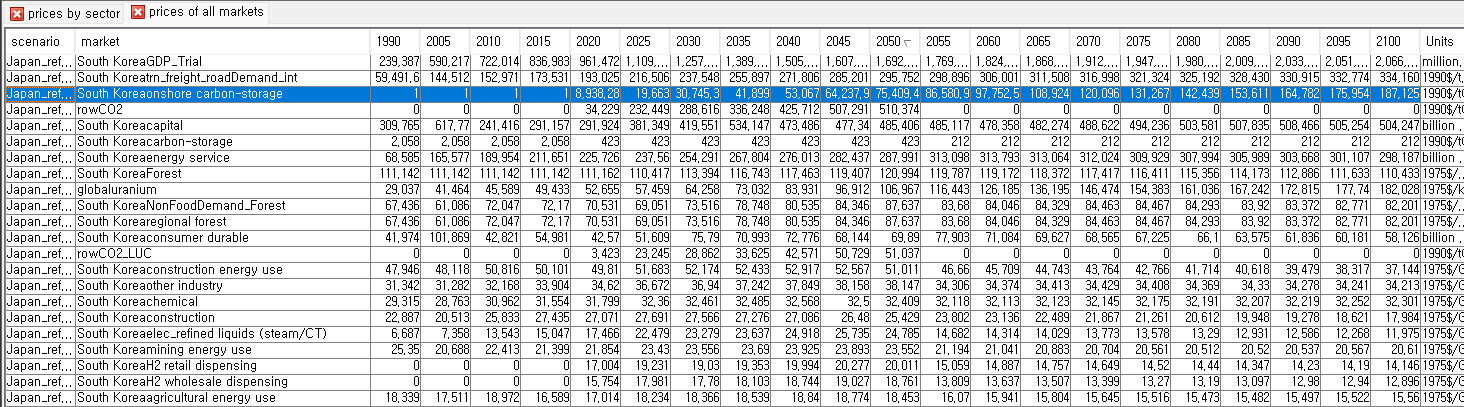 prices by sector prices of all markets
scenario market 1990 2005 2010 2015 2020 2025 2030 2035 2040 2045 2050 2055 2060 2065 2070 2075 2080 2085 2090 2095 2100 Units
Japan_ref,,, South KoreaGDP_Trial 239,387 590,217 722,014 836,983 961,472 1,109,,,, 1,257,,,, 1,389,,,, 1,505,,,, 1,607,,,, 1,692,,,, 1,769,,,, 1,824,,,, 1,868,,,, 1,912,,,, 1,947,,,, 1,980,,,, 2,009,,,, 2,033,,,, 2,051,,,, 2,066,,,, million,
Japan_ref,,, South Koreatrn_freight_roadDemand_int 59,491,6 144,512 152,971 173,531 193,025 216,506 237,548 255,897 271,806 285,201 295,752 298,896 306,001 311,508 316,998 321,324 325,192 328,430 330,915 332,774 334,160 1990$/t,
Japan_ref,,, South Koreaonshore carbon-storage 1 1 1 1 8,938,28 19,663 30,745,3 41,899 53,067 64,237,9 75,409,4 86,580,9 97,752,5 108,924 120,096 131,267 142,439 153,611 164,782 175,954 187,125 1990$/t
Japan_ref,,, rowCO2 0 0 0 0 34,229 232,449 288,616 336,248 425,712 507,291 510,374 0 0 0 0 0 0 0 0 0 0 1990$/t
Japan_ref,,, South Koreacapital 309,765 617,77 241,416 291,157 291,924 381,349 419,551 534,147 473,486 477,34 485,406 485,117 478,358 482,274 488,622 494,236 503,581 507,835 508,466 505,254 504,247 billion ,
Japan_ref,,, South Koreacarbon-storage 2,058 2,058 2,058 2,058 423 423 423 423 423 423 423 212 212 212 212 212 212 212 212 212 212 1990$/t
Japan_ref,,, South Koreaenergy service 68,585 165,577 189,954 211,651 225,726 237,56 254,291 267,804 276,013 282,437 287,991 313,098 313,793 313,064 312,024 309,929 307,994 305,989 303,668 301,107 298,187 billion ,
Japan_ref,,, South KoreaForest 111,142 111,142 111,142 111,142 111,162 110,417 113,394 116,743 117,463 119,407 120,994 119,787 119,172 118,372 117,417 116,411 115,356 114,173 112,886 111,633 110,433 1975$/,,
Japan_ref,,, globaluranium 29,037 41,464 45,589 49,433 52,655 57,459 64,258 73,032 83,931 96,912 106,967 116,443 126,185 136,195 146,474 154,383 161,036 167,242 172,815 177,74 182,028 1975$/k
Japan_ref,,, South KoreaNonFoodDemand_Forest 67,436 61,086 72,047 72,17 70,531 69,051 73,516 78,748 80,535 84,346 87,637 83,68 84,046 84,329 84,463 84,467 84,293 83,92 83,372 82,771 82,201 1975$/,,
Japan_ref,,, South Korearegional forest 67,436 61,086 72,047 72,17 70,531 69,051 73,516 78,748 80,535 84,346 87,637 83,68 84,046 84,329 84,463 84,467 84,293 83,92 83,372 82,771 82,201 1975$/,,
Japan_ref,,, South Koreaconsumer durable 41,974 101,869 42,821 54,981 42,57 51,609 75,79 70,993 72,776 68,144 69,89 77,903 71,084 69,627 68,565 67,225 66,1 63,575 61,836 60,181 58,126 billion ,
Japan_ref,,, rowCO2_LUC 0 0 0 0 3,423 23,245 28,862 33,625 42,571 50,729 51,037 0 0 0 0 0 0 0 0 0 0 1990$/t
Japan_ref,,, South Koreaconstruction energy use 47,946 48,118 50,816 50,101 49,81 51,683 52,174 52,433 52,917 52,567 51,011 46,66 45,709 44,743 43,764 42,766 41,714 40,618 39,479 38,317 37,144 1975$/G
Japan_ref,,, South Koreaother industry 31,342 31,282 32,168 33,904 34,62 36,672 36,94 37,242 37,849 38,158 38,147 34,306 34,374 34,413 34,429 34,408 34,369 34,33 34,278 34,241 34,213 1975$/G
Japan_ref,,, South Koreachemical 29,315 28,763 30,962 31,554 31,799 32,36 32,461 32,485 32,568 32,5 32,409 32,118 32,113 32,123 32,145 32,175 32,191 32,207 32,219 32,252 32,301 1975$/G
Japan_ref,,, South Koreaconstruction 22,887 20,513 25,833 27,435 27,071 27,691 27,566 27,276 27,086 26,48 25,429 23,802 23,136 22,489 21,867 21,261 20,612 19,948 19,278 18,621 17,984 1975$/G
Japan_ref,,, South Koreaelec_refined liquids (steam/CT) 6,687 7,358 13,543 15,047 17,466 22,479 23,279 23,637 24,918 25,735 24,785 14,682 14,314 14,029 13,773 13,578 13,29 12,931 12,586 12,268 11,975 1975$/G
Japan_ref,,, South Koreamining energy use 25,35 20,688 22,413 21,399 21,854 23,43 23,556 23,69 23,925 23,893 23,552 21,194 21,041 20,883 20,704 20,561 20,512 20,52 20,537 20,567 20,61 1975$/G
Japan_ref,,, South KoreaH2 retail dispensing 0 0 0 0 17,004 19,231 19,03 19,353 19,994 20,277 20,011 15,059 14,887 14,757 14,649 14,52 14,44 14,347 14,23 14,19 14,146 1975$/G
Japan_ref,,, South KoreaH2 wholesale dispensing 0 0 0 0 15,754 17,981 17,78 18,103 18,744 19,027 18,761 13,809 13,637 13,507 13,399 13,27 13,19 13,097 12,98 12,94 12,896 1975$/G
Japan_ref,,, South Koreaagricultural energy use 18,339 17,511 18,972 16,589 17,014 18,234 18,366 18,539 18,84 18,774 18,453 16,07 15,941 15,804 15,645 15,516 15,473 15,482 15,497 15,522 15,56 1975$/G